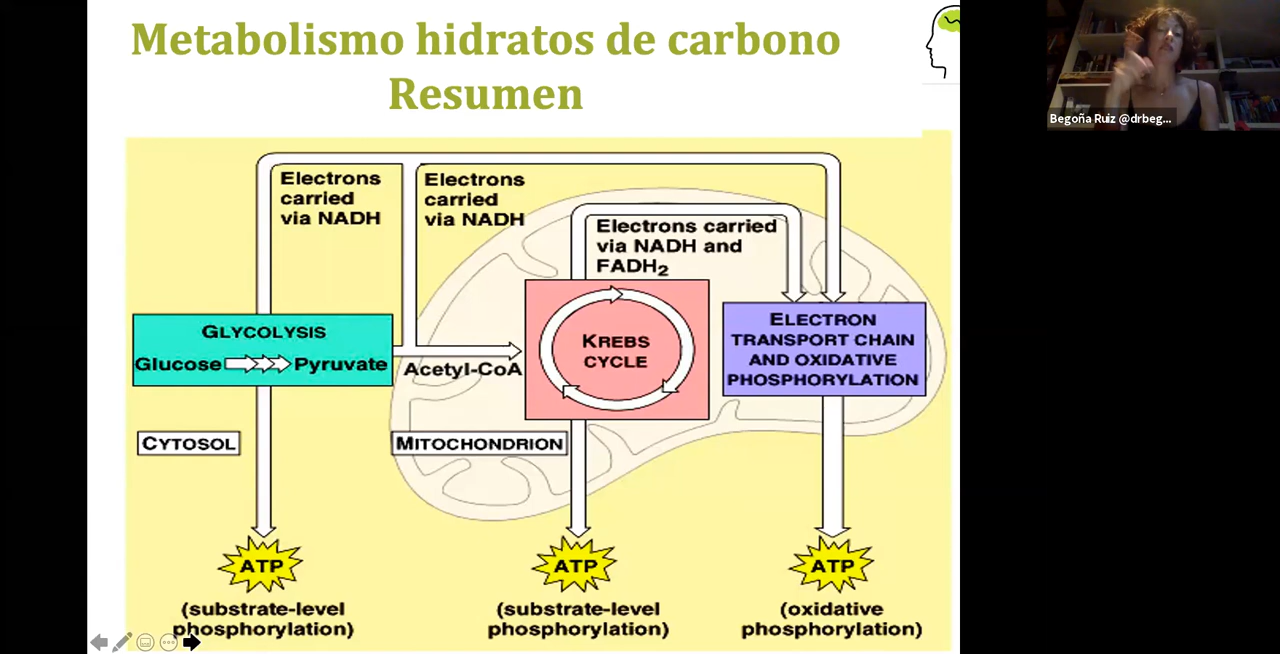 Metabolismo hidratos de carbono
Resumen
Begoña Ruiz @drbeg...
Electrons
carried
via NADH
Electrons
carried
via NADH
Electrons carried
via NADH and
FADH₂
GLYCOLYSIS
Glucose Pyruvate
Acetyl-CoA
KREBS
CYCLE
ELECTRON
TRANSPORT CHAIN
AND OXIDATIVE
PHOSPHORYLATION
CYTOSOL
MITOCHONDRION
ATP
ATP
ATP
(substrate-level
phosphorylation)
(substrate-level
phosphorylation)
(oxidative
phosphorylation)